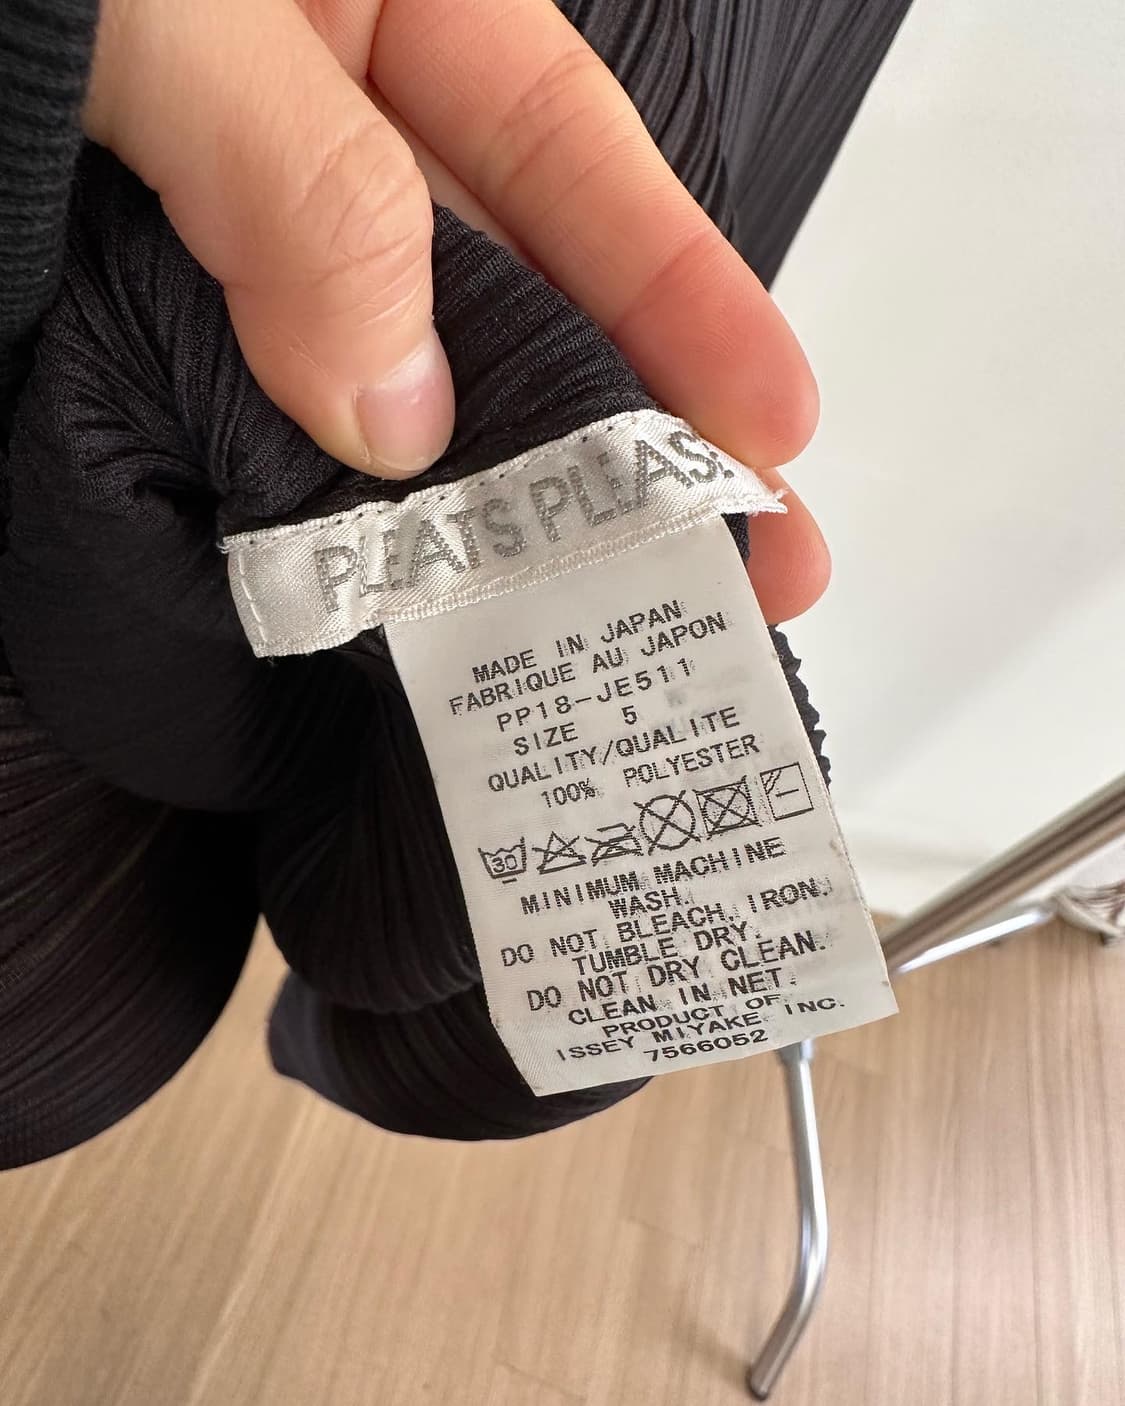 PLEATS PLEASE
MADE IN JAPAN
FABRIQUE AU JAPON
PP18-JE511
SIZE 5
QUALITY/QUALITE
100% POLYESTER
30
MINIMUM MACHINE
WASH.
DO NOT BLEACH. IRON.
TUMBLE DRY.
DO NOT DRY CLEAN.
CLEAN IN NET.
PRODUCT OF
ISSEY MIYAKE INC.
7566052